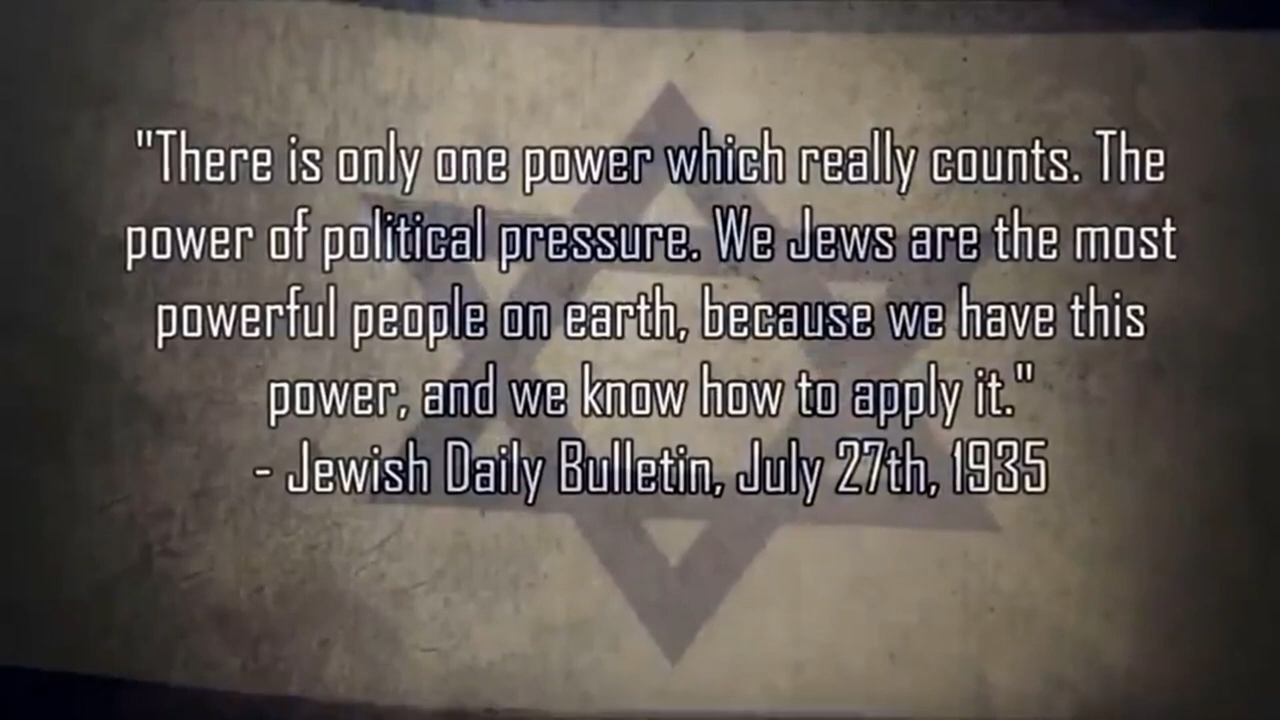 "There is only one power which really counts. The
power of political pressure. We Jews are the most
powerful people on earth, because we have this
power, and we know how to apply it."
- Jewish Daily Bulletin, July 27th, 1935